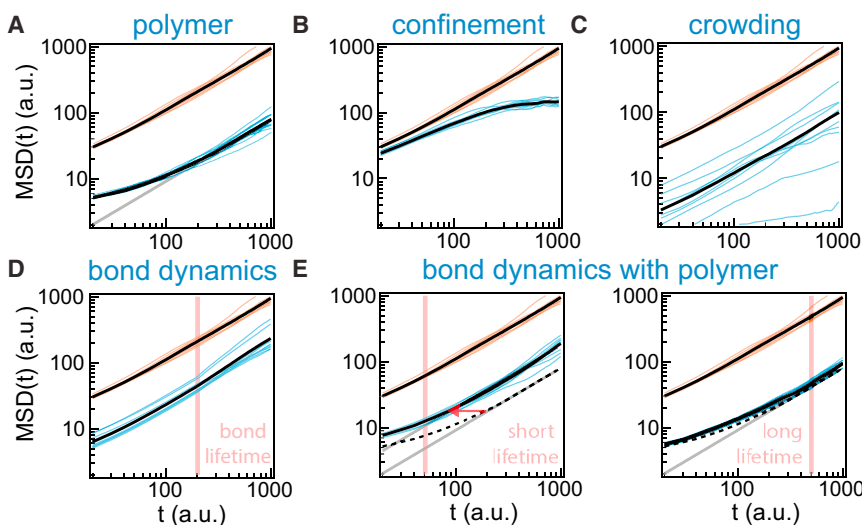 A polymer
B confinement
C crowding
MSD(t) (a.u.)
1000
100
10
100 1000
100 1000
100 1000
D bond dynamics
E bond dynamics with polymer
MSD(t) (a.u.)
1000
100
10
bond
lifetime
1000
100
10
short
lifetime
1000
100
10
long
lifetime
100 1000
100 1000
100 1000
t (a.u.)
t (a.u.)
t (a.u.)
1000
100
10
1000
100
10